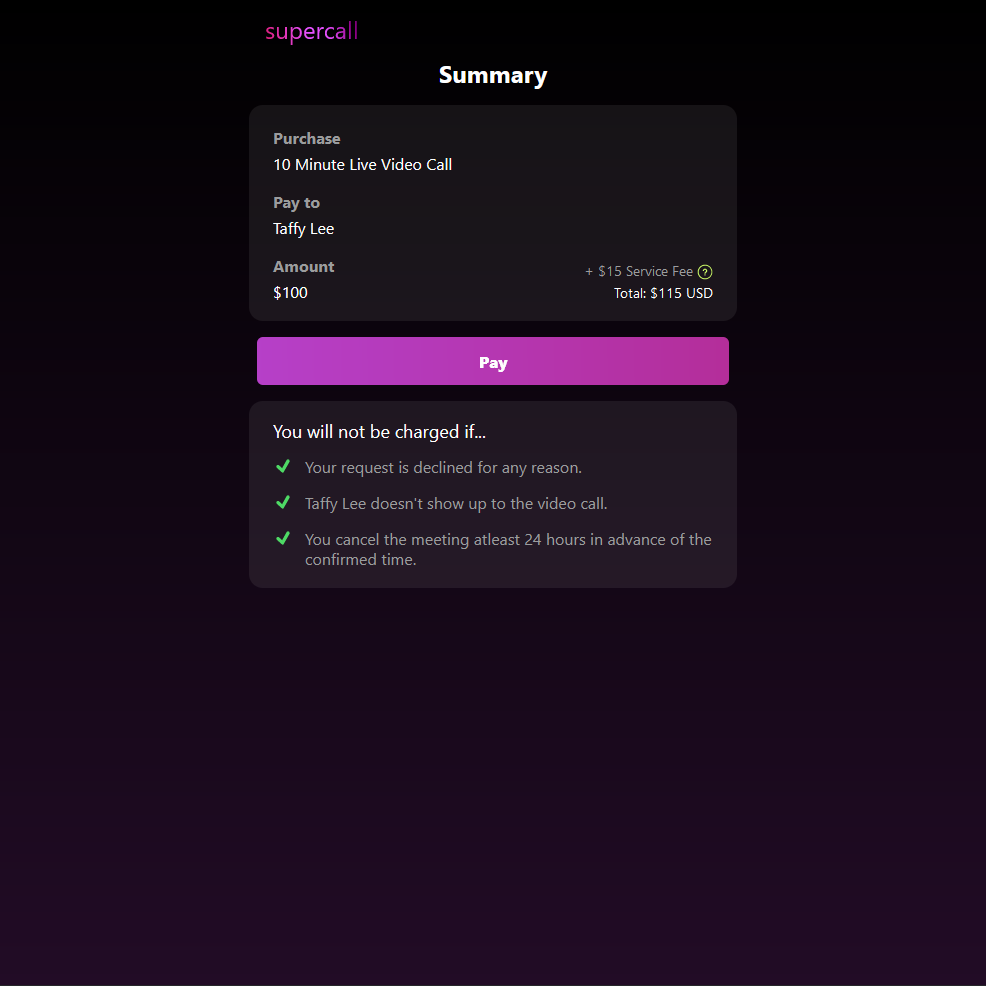 supercall
Summary
Purchase
10 Minute Live Video Call
Pay to
Taffy Lee
Amount
$100
+ $15 Service Fee ?
Total: $115 USD
Pay
You will not be charged if...
Your request is declined for any reason.
Taffy Lee doesn't show up to the video call.
You cancel the meeting atleast 24 hours in advance of the
confirmed time.